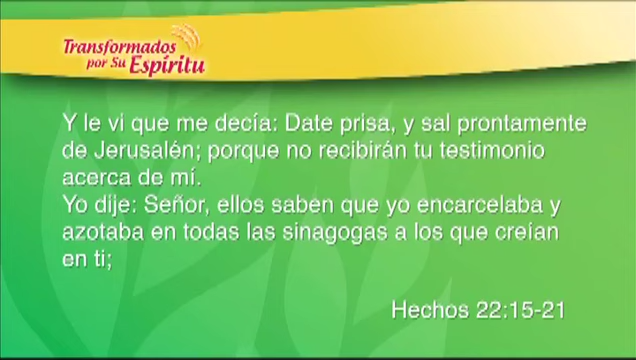 Transformados
por Su Espíritu
Y le vi que me decía: Date prisa, y sal prontamente
de Jerusalén; porque no recibirán tu testimonio
acerca de mí.
Yo dije: Señor, ellos saben que yo encarcelaba y
azotaba en todas las sinagogas a los que creían
en ti;
Hechos 22:15-21